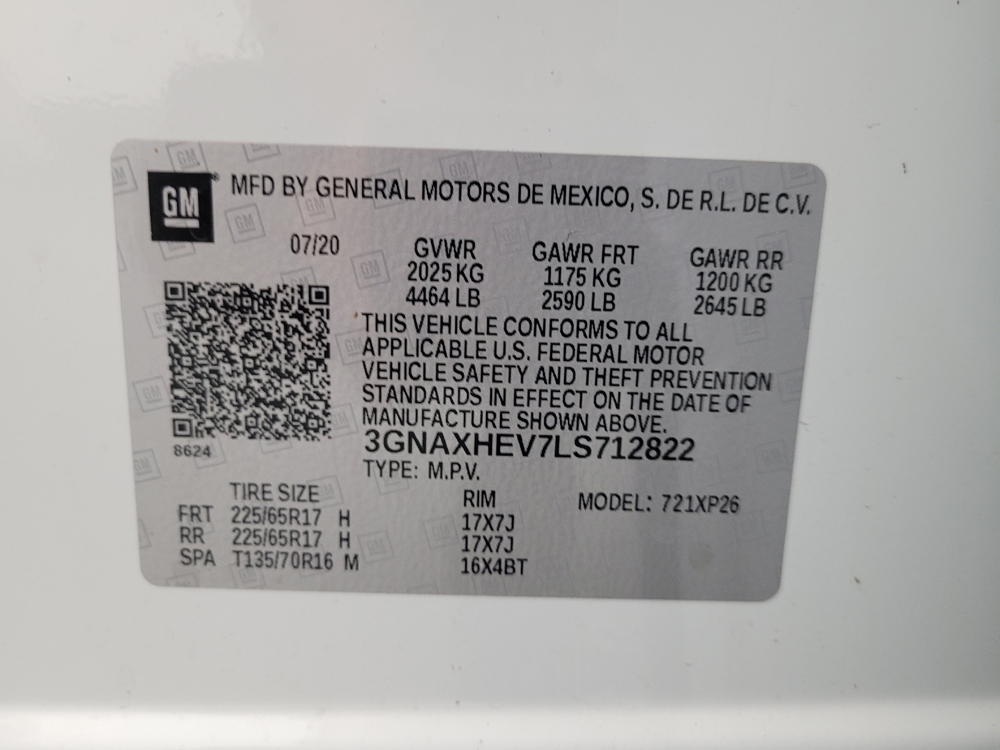 GM MFD BY GENERAL MOTORS DE MEXICO, S. DE R.L. DE C.V.
07/20 GVWR GAWR FRT GAWR RR
2025 KG 1175 KG 1200 KG
4464 LB 2590 LB 2645 LB
THIS VEHICLE CONFORMS TO ALL
APPLICABLE U.S. FEDERAL MOTOR
VEHICLE SAFETY AND THEFT PREVENTION
STANDARDS IN EFFECT ON THE DATE OF
MANUFACTURE SHOWN ABOVE.
8624 3GNAXHEV7LS712822
TYPE: M.P.V.
TIRE SIZE RIM MODEL: 721XP26
FRT 225/65R17 H 17X7J
RR 225/65R17 H 17X7J
SPA T135/70R16 M 16X4BT